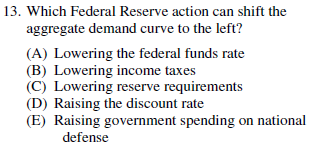 13. Which Federal Reserve action can shift the
aggregate demand curve to the left?
(A) Lowering the federal funds rate
(B) Lowering income taxes
(C) Lowering reserve requirements
(D) Raising the discount rate
(E) Raising government spending on national
defense